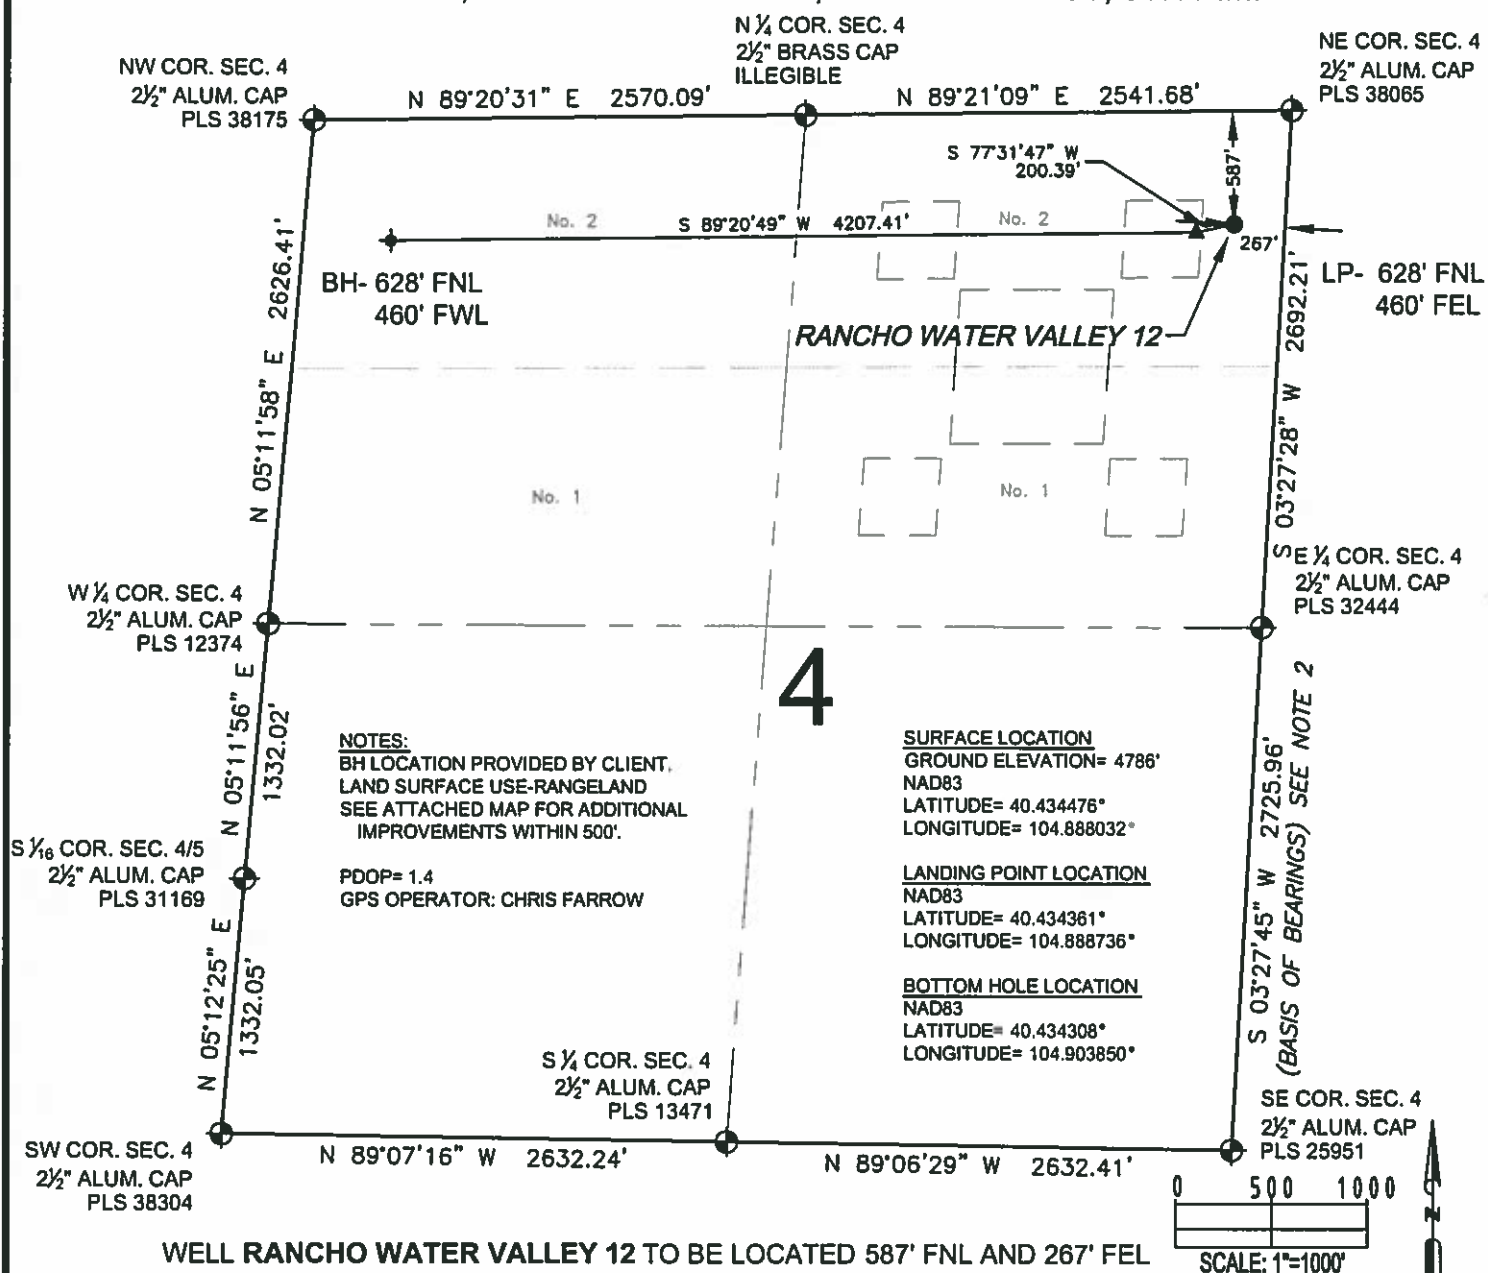 N ¼ COR. SEC. 4
2½" BRASS CAP
ILLEGIBLE
NE COR. SEC. 4
2½" ALUM. CAP
PLS 38065
NW COR. SEC. 4
2½" ALUM. CAP
PLS 38175
N 89°20'31" E 2570.09'
N 89°21'09" E 2541.68'
S 77°31'47" W
200.39'
587'
No. 2
S 89°20'49" W 4207.41'
No. 2
267'
BH- 628' FNL
460' FWL
LP- 628' FNL
460' FEL
RANCHO WATER VALLEY 12
N 05°11'58" E 2626.41'
S 03°27'28" W 2692.21'
No. 1
No. 1
W ¼ COR. SEC. 4
2½" ALUM. CAP
PLS 12374
E ¼ COR. SEC. 4
2½" ALUM. CAP
PLS 32444
4
N 05°11'56" E
1332.02'
NOTES:
BH LOCATION PROVIDED BY CLIENT.
LAND SURFACE USE-RANGELAND
SEE ATTACHED MAP FOR ADDITIONAL
IMPROVEMENTS WITHIN 500'.
PDOP= 1.4
GPS OPERATOR: CHRIS FARROW
SURFACE LOCATION
GROUND ELEVATION= 4786'
NAD83
LATITUDE= 40.434476°
LONGITUDE= 104.888032°
LANDING POINT LOCATION
NAD83
LATITUDE= 40.434361°
LONGITUDE= 104.888736°
BOTTOM HOLE LOCATION
NAD83
LATITUDE= 40.434308°
LONGITUDE= 104.903850°
S 03°27'45" W 2725.96'
(BASIS OF BEARINGS) SEE NOTE 2
S 1/16 COR. SEC. 4/5
2½" ALUM. CAP
PLS 31169
N 05°12'25" E
1332.05'
S ¼ COR. SEC. 4
2½" ALUM. CAP
PLS 13471
SW COR. SEC. 4
2½" ALUM. CAP
PLS 38304
N 89°07'16" W 2632.24'
N 89°06'29" W 2632.41'
SE COR. SEC. 4
2½" ALUM. CAP
PLS 25951
0 500 1000
SCALE: 1"=1000'
N
WELL RANCHO WATER VALLEY 12 TO BE LOCATED 587' FNL AND 267' FEL